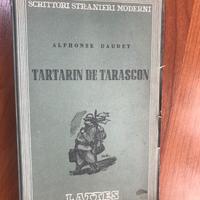 SCRITTORI STRANIERI MODERNI
ALPHONSE DAUDET
TARTARIN DE TARASCON
LATTES